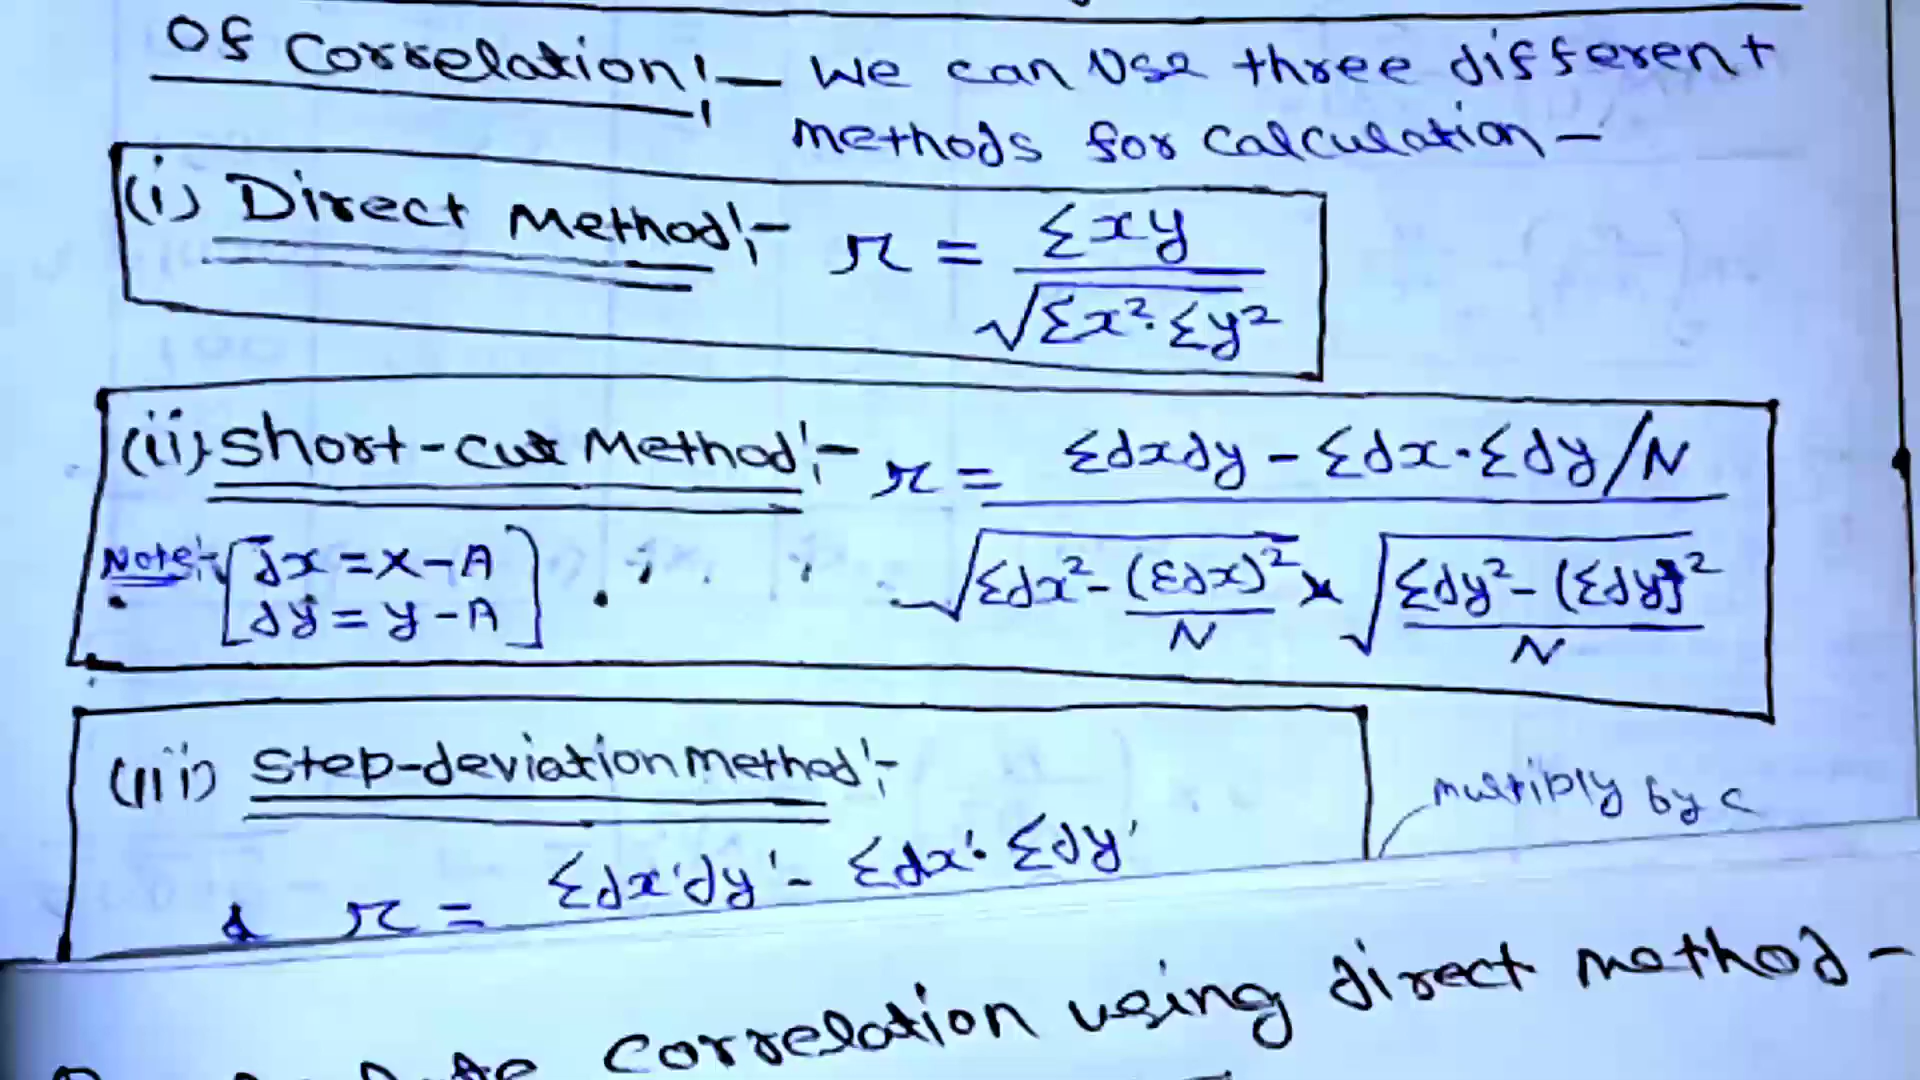 Of Correlation:- We can Use three different
methods for Calculation -
(i) Direct Method:- r = Σxy / √Σx²·Σy²
(ii) Short-cut Method:- r = Σdxdy - Σdx·Σdy/N / √Σdx² - (Σdx)²/N × √Σdy² - (Σdy)²/N
Note:- [dx = x-A
dy = y-A]
(iii) Step-deviation Method:-
multiply by c
r = Σdx'dy' - Σdx'·Σdy'
correlation using direct method -